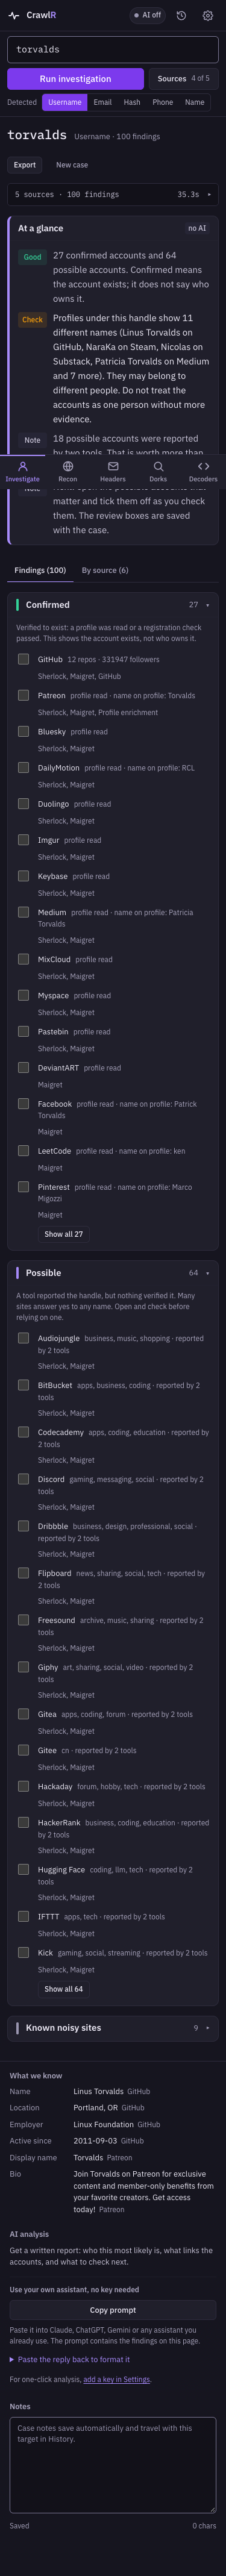 CrawlR
AI off
torvalds
Run investigation
Sources 4 of 5
Detected Username Email Hash Phone Name
torvalds Username · 100 findings
Export New case
5 sources · 100 findings 35.3s
At a glance no AI
Good 27 confirmed accounts and 64
possible accounts. Confirmed means
the account exists; it does not say who
owns it.
Check Profiles under this handle show 11
different names (Linus Torvalds on
GitHub, NaraKa on Steam, Nicolas on
Substack, Patricia Torvalds on Medium
and 7 more). They may belong to
different people. Do not treat the
accounts as one person without more
evidence.
Note 18 possible accounts were reported
by two tools. That is worth more than
Investigate Recon Headers Dorks Decoders
matter and tick them off as you check
them. The review boxes are saved
with the case.
Findings (100) By source (6)
Confirmed 27
Verified to exist: a profile was read or a registration check
passed. This shows the account exists, not who owns it.
GitHub 12 repos · 331947 followers
Sherlock, Maigret, GitHub
Patreon profile read · name on profile: Torvalds
Sherlock, Maigret, Profile enrichment
Bluesky profile read
Sherlock, Maigret
DailyMotion profile read · name on profile: RCL
Sherlock, Maigret
Duolingo profile read
Sherlock, Maigret
Imgur profile read
Sherlock, Maigret
Keybase profile read
Sherlock, Maigret
Medium profile read · name on profile: Patricia
Torvalds
Sherlock, Maigret
MixCloud profile read
Sherlock, Maigret
Myspace profile read
Sherlock, Maigret
Pastebin profile read
Sherlock, Maigret
DeviantART profile read
Maigret
Facebook profile read · name on profile: Patrick
Torvalds
Maigret
LeetCode profile read · name on profile: ken
Maigret
Pinterest profile read · name on profile: Marco
Migozzi
Maigret
Show all 27
Possible 64
A tool reported the handle, but nothing verified it. Many
sites answer yes to any name. Open and check before
relying on one.
Audiojungle business, music, shopping · reported
by 2 tools
Sherlock, Maigret
BitBucket apps, business, coding · reported by 2
tools
Sherlock, Maigret
Codecademy apps, coding, education · reported
by 2 tools
Sherlock, Maigret
Discord gaming, messaging, social · reported by 2
tools
Sherlock, Maigret
Dribbble business, design, professional, social ·
reported by 2 tools
Sherlock, Maigret
Flipboard news, sharing, social, tech · reported by
2 tools
Sherlock, Maigret
Freesound archive, music, sharing · reported by 2
tools
Sherlock, Maigret
Giphy art, sharing, social, video · reported by 2
tools
Sherlock, Maigret
Gitea apps, coding, forum · reported by 2 tools
Sherlock, Maigret
Gitee cn · reported by 2 tools
Sherlock, Maigret
Hackaday forum, hobby, tech · reported by 2 tools
Sherlock, Maigret
HackerRank business, coding, education · reported
by 2 tools
Sherlock, Maigret
Hugging Face coding, llm, tech · reported by 2
tools
Sherlock, Maigret
IFTTT apps, tech · reported by 2 tools
Sherlock, Maigret
Kick gaming, social, streaming · reported by 2 tools
Sherlock, Maigret
Show all 64
Known noisy sites 9
What we know
Name Linus Torvalds GitHub
Location Portland, OR GitHub
Employer Linux Foundation GitHub
Active since 2011-09-03 GitHub
Display name Torvalds Patreon
Bio Join Torvalds on Patreon for exclusive
content and member-only benefits from
your favorite creators. Get access
today! Patreon
AI analysis
Get a written report: who this most likely is, what links the
accounts, and what to check next.
Use your own assistant, no key needed
Copy prompt
Paste it into Claude, ChatGPT, Gemini or any assistant you
already use. The prompt contains the findings on this page.
Paste the reply back to format it
For one-click analysis, add a key in Settings.
Notes
Case notes save automatically and travel with this
target in History.
Saved 0 chars